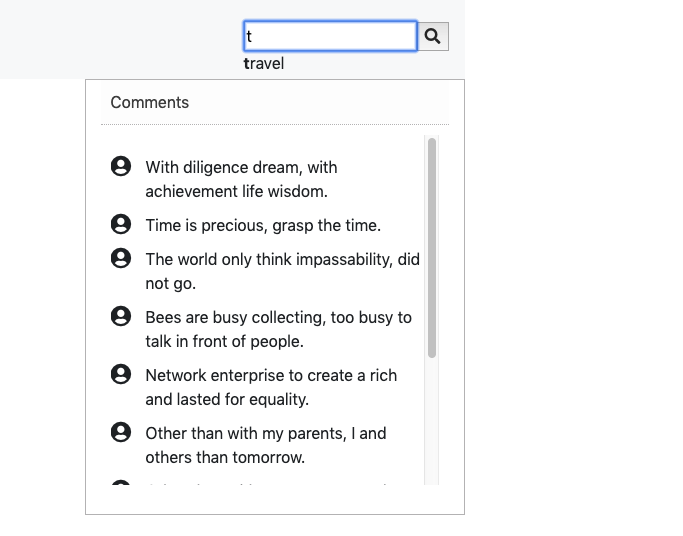 t
travel
Comments
With diligence dream, with
achievement life wisdom.
Time is precious, grasp the time.
The world only think impassability, did
not go.
Bees are busy collecting, too busy to
talk in front of people.
Network enterprise to create a rich
and lasted for equality.
Other than with my parents, I and
others than tomorrow.